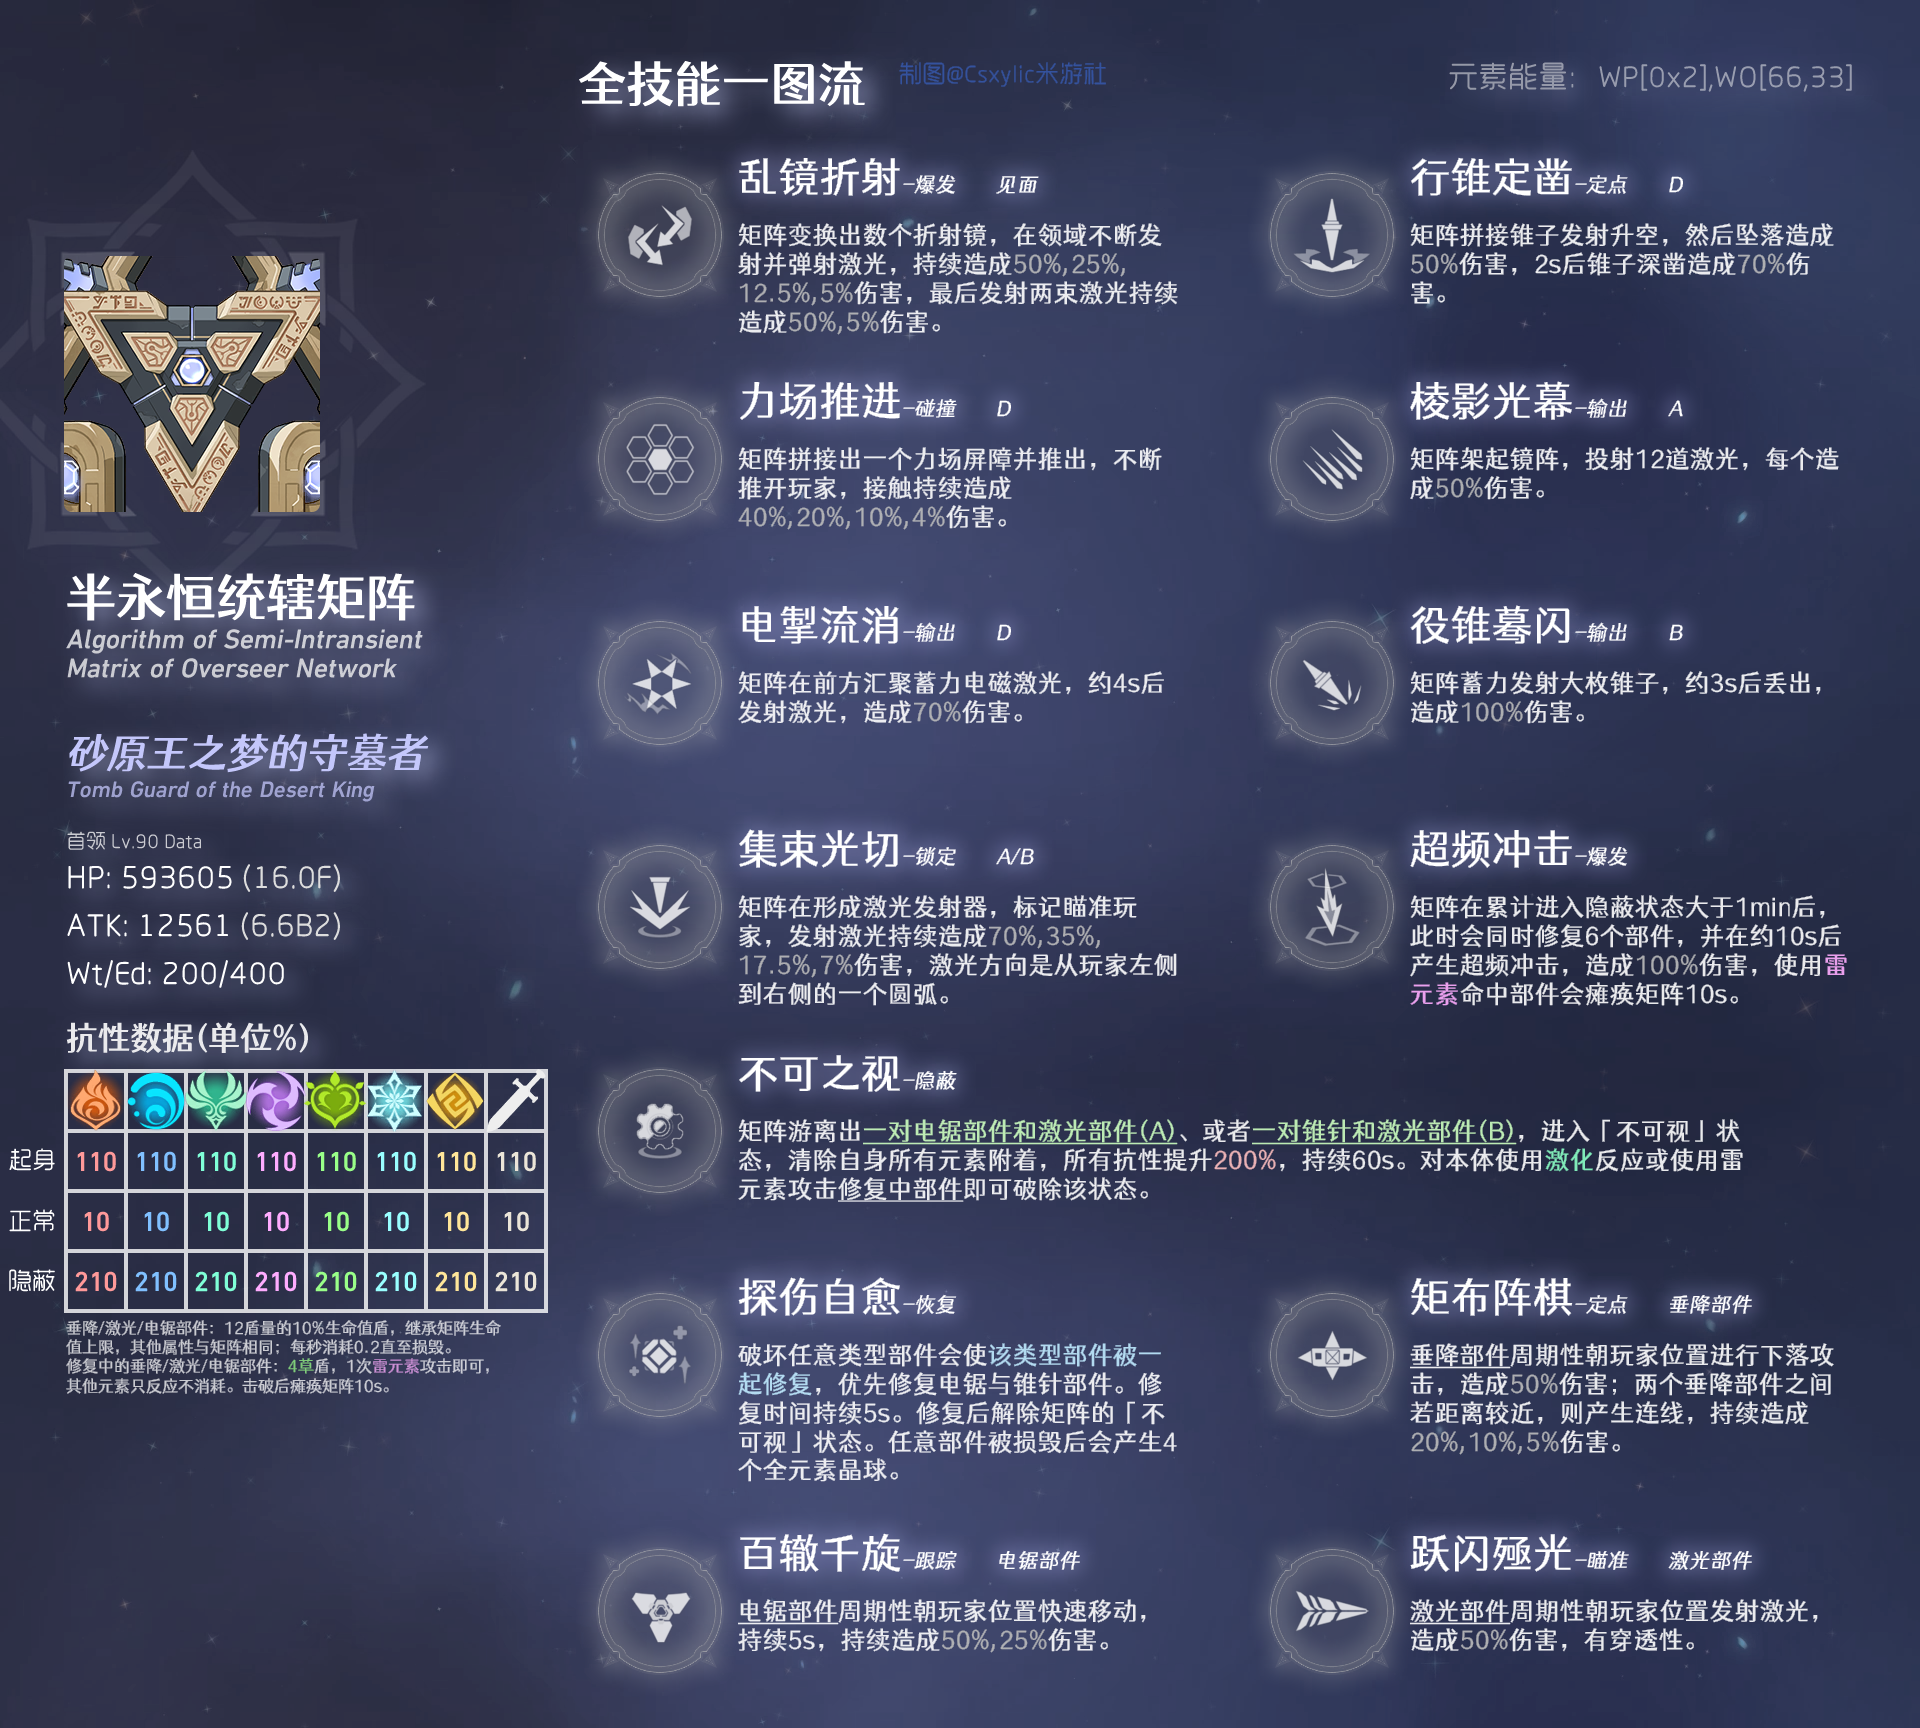 全技能一图流
制图@Csxylic米游社
元素能量: WP[0x2],WO[66,33]
半永恒统辖矩阵
Algorithm of Semi-Intransient
Matrix of Overseer Network
砂原王之梦的守墓者
Tomb Guard of the Desert King
首领 Lv.90 Data
HP: 593605 (16.0F)
ATK: 12561 (6.6B2)
Wt/Ed: 200/400
抗性数据(单位%)
起身 110 110 110 110 110 110 110 110
正常 10 10 10 10 10 10 10 10
隐蔽 210 210 210 210 210 210 210 210
垂降/激光/电锯部件：12盾量的10%生命值盾，继承矩阵生命
值上限，其他属性与矩阵相同；每秒消耗0.2直至损毁。
修复中的垂降/激光/电锯部件：4草盾，1次雷元素攻击即可，
其他元素只反应不消耗。击破后瘫痪矩阵10s。
乱镜折射-爆发 见面
矩阵变换出数个折射镜，在领域不断发
射并弹射激光，持续造成50%,25%,
12.5%,5%伤害，最后发射两束激光持续
造成50%,5%伤害。
行锥定凿-定点 D
矩阵拼接锥子发射升空，然后坠落造成
50%伤害，2s后锥子深凿造成70%伤
害。
力场推进-碰撞 D
矩阵拼接出一个力场屏障并推出，不断
推开玩家，接触持续造成
40%,20%,10%,4%伤害。
棱影光幕-输出 A
矩阵架起镜阵，投射12道激光，每个造
成50%伤害。
电掣流消-输出 D
矩阵在前方汇聚蓄力电磁激光，约4s后
发射激光，造成70%伤害。
役锥蓦闪-输出 B
矩阵蓄力发射大枚锥子，约3s后丢出，
造成100%伤害。
集束光切-锁定 A/B
矩阵在形成激光发射器，标记瞄准玩
家，发射激光持续造成70%,35%,
17.5%,7%伤害，激光方向是从玩家左侧
到右侧的一个圆弧。
超频冲击-爆发
矩阵在累计进入隐蔽状态大于1min后，
此时会同时修复6个部件，并在约10s后
产生超频冲击，造成100%伤害，使用雷
元素命中部件会瘫痪矩阵10s。
不可之视-隐蔽
矩阵游离出一对电锯部件和激光部件(A)、或者一对锥针和激光部件(B)，进入「不可视」状
态，清除自身所有元素附着，所有抗性提升200%，持续60s。对本体使用激化反应或使用雷
元素攻击修复中部件即可破除该状态。
探伤自愈-恢复
破坏任意类型部件会使该类型部件被一
起修复，优先修复电锯与锥针部件。修
复时间持续5s。修复后解除矩阵的「不
可视」状态。任意部件被损毁后会产生4
个全元素晶球。
矩布阵棋-定点 垂降部件
垂降部件周期性朝玩家位置进行下落攻
击，造成50%伤害；两个垂降部件之间
若距离较近，则产生连线，持续造成
20%,10%,5%伤害。
百辙千旋-跟踪 电锯部件
电锯部件周期性朝玩家位置快速移动，
持续5s，持续造成50%,25%伤害。
跃闪殛光-瞄准 激光部件
激光部件周期性朝玩家位置发射激光，
造成50%伤害，有穿透性。